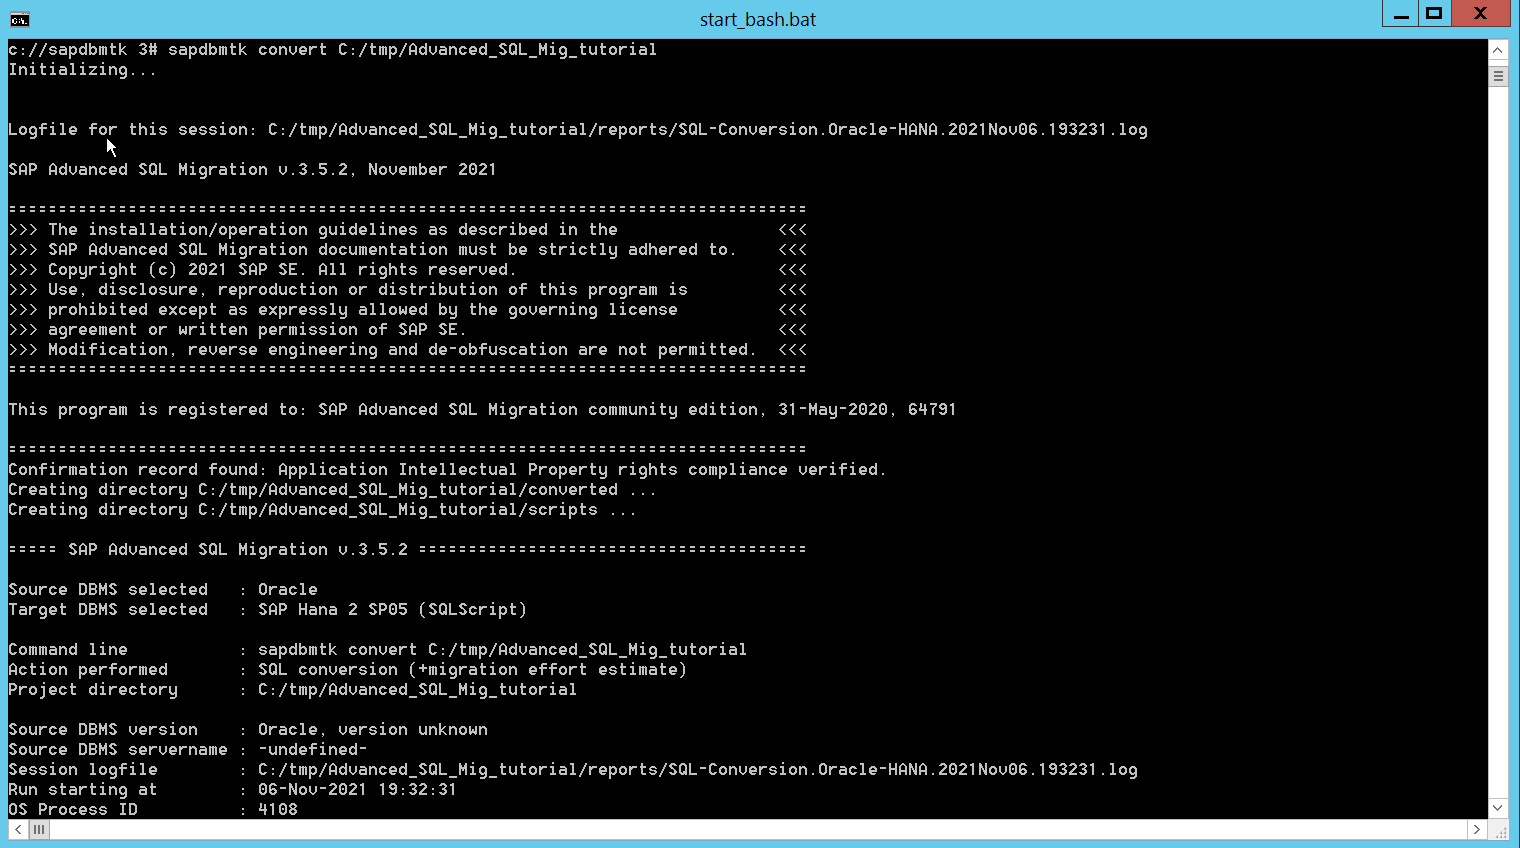 start_bash.bat
c://sapdbmtk 3# sapdbmtk convert C:/tmp/Advanced_SQL_Mig_tutorial
Initializing...
Logfile for this session: C:/tmp/Advanced_SQL_Mig_tutorial/reports/SQL-Conversion.Oracle-HANA.2021Nov06.193231.log
SAP Advanced SQL Migration v.3.5.2, November 2021
================================================================================
>>> The installation/operation guidelines as described in the                <<<
>>> SAP Advanced SQL Migration documentation must be strictly adhered to.    <<<
>>> Copyright (c) 2021 SAP SE. All rights reserved.                          <<<
>>> Use, disclosure, reproduction or distribution of this program is         <<<
>>> prohibited except as expressly allowed by the governing license          <<<
>>> agreement or written permission of SAP SE.                               <<<
>>> Modification, reverse engineering and de-obfuscation are not permitted.  <<<
================================================================================
This program is registered to: SAP Advanced SQL Migration community edition, 31-May-2020, 64791
================================================================================
Confirmation record found: Application Intellectual Property rights compliance verified.
Creating directory C:/tmp/Advanced_SQL_Mig_tutorial/converted ...
Creating directory C:/tmp/Advanced_SQL_Mig_tutorial/scripts ...
----- SAP Advanced SQL Migration v.3.5.2 ---------------------------------------
Source DBMS selected   : Oracle
Target DBMS selected   : SAP Hana 2 SP05 (SQLScript)
Command line           : sapdbmtk convert C:/tmp/Advanced_SQL_Mig_tutorial
Action performed       : SQL conversion (+migration effort estimate)
Project directory      : C:/tmp/Advanced_SQL_Mig_tutorial
Source DBMS version    : Oracle, version unknown
Source DBMS servername : -undefined-
Session logfile        : C:/tmp/Advanced_SQL_Mig_tutorial/reports/SQL-Conversion.Oracle-HANA.2021Nov06.193231.log
Run starting at        : 06-Nov-2021 19:32:31
OS Process ID          : 4108